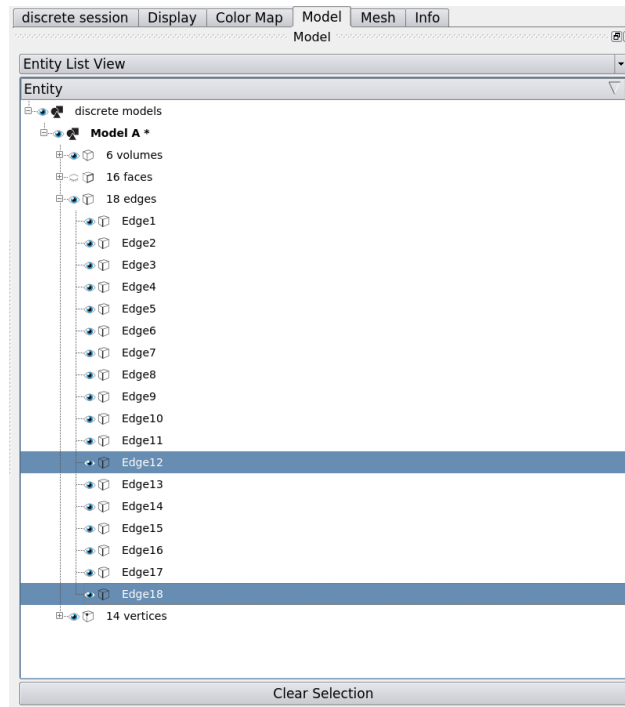 discrete session Display Color Map Model Mesh Info
Model
Entity List View
Entity
discrete models
Model A *
6 volumes
16 faces
18 edges
Edge1
Edge2
Edge3
Edge4
Edge5
Edge6
Edge7
Edge8
Edge9
Edge10
Edge11
Edge12
Edge13
Edge14
Edge15
Edge16
Edge17
Edge18
14 vertices
Clear Selection